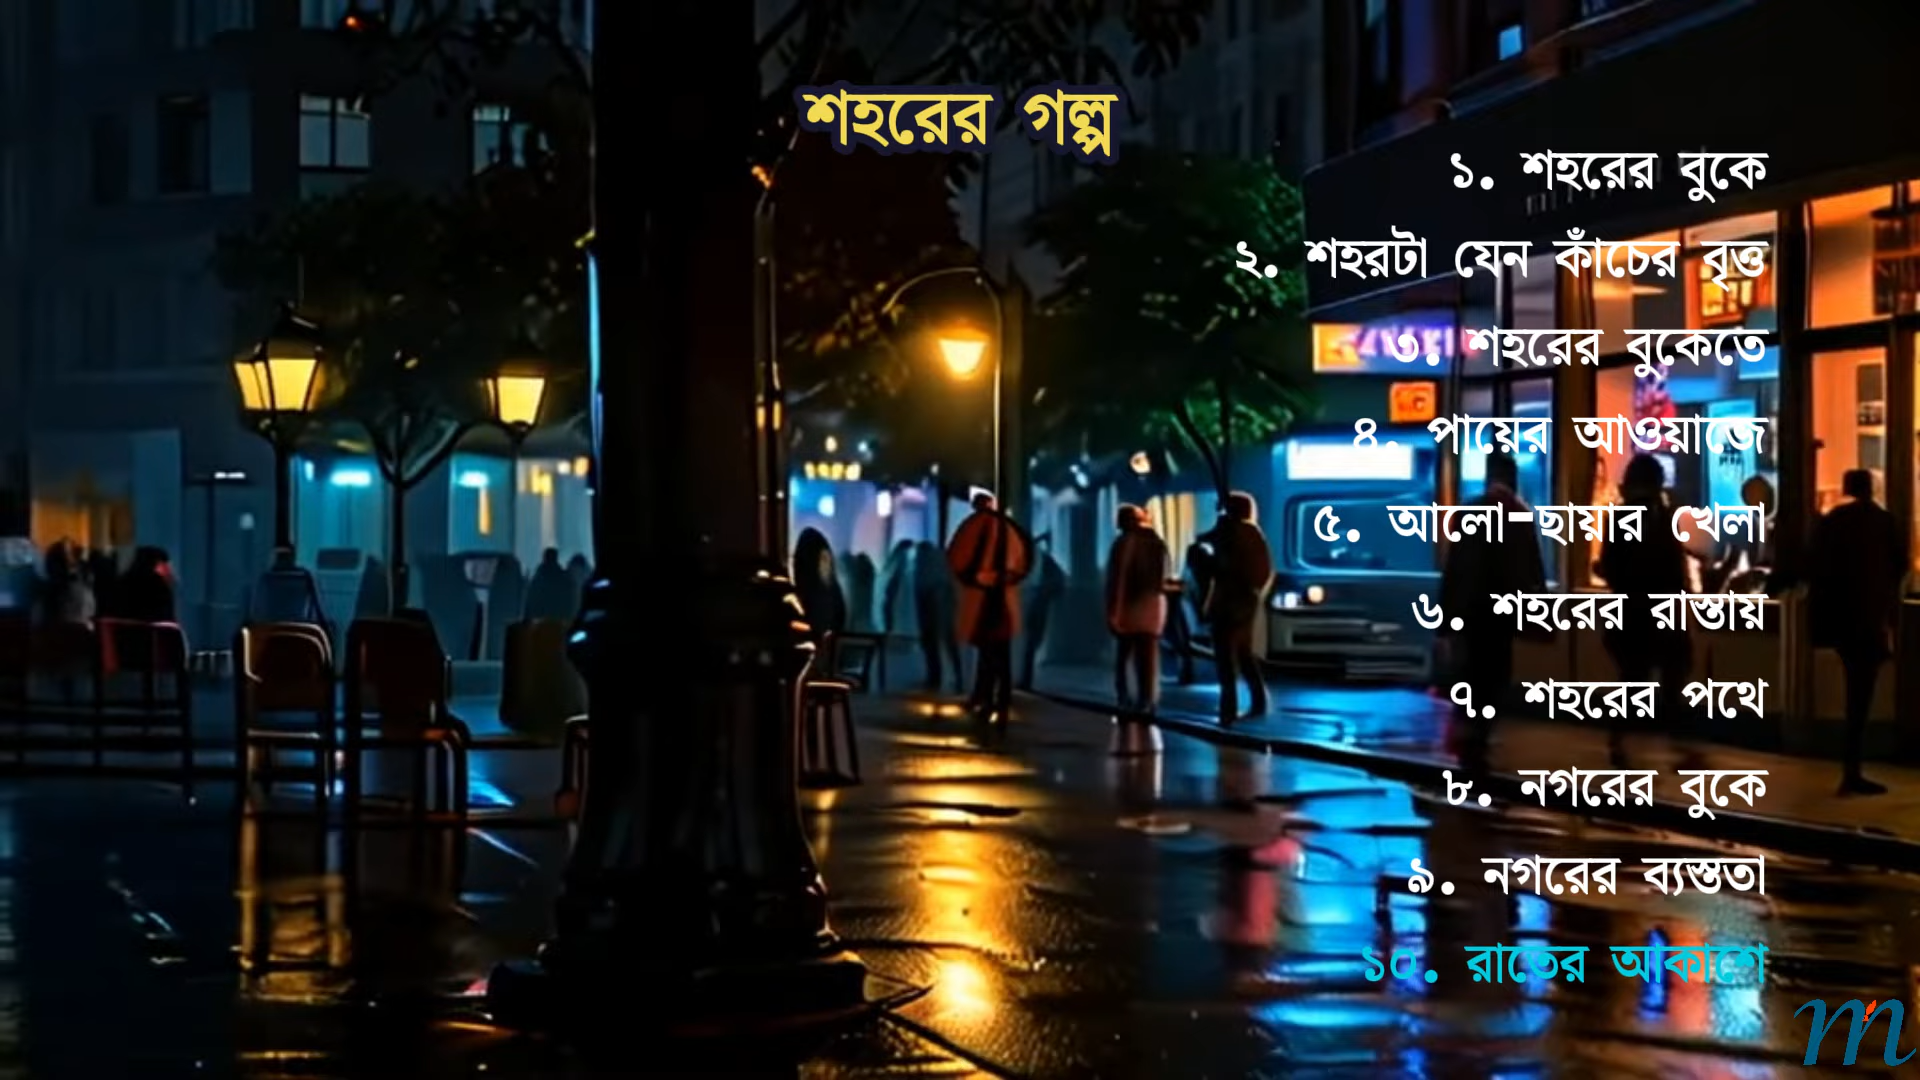 শহরের গল্প
১. শহরের বুকে
২. শহরটা যেন কাঁচের বৃত্ত
৩. শহরের বুকেতে
৪. পায়ের আওয়াজে
৫. আলো-ছায়ার খেলা
৬. শহরের রাস্তায়
৭. শহরের পথে
৮. নগরের বুকে
৯. নগরের ব্যস্ততা
১০. রাতের আকাশে
m